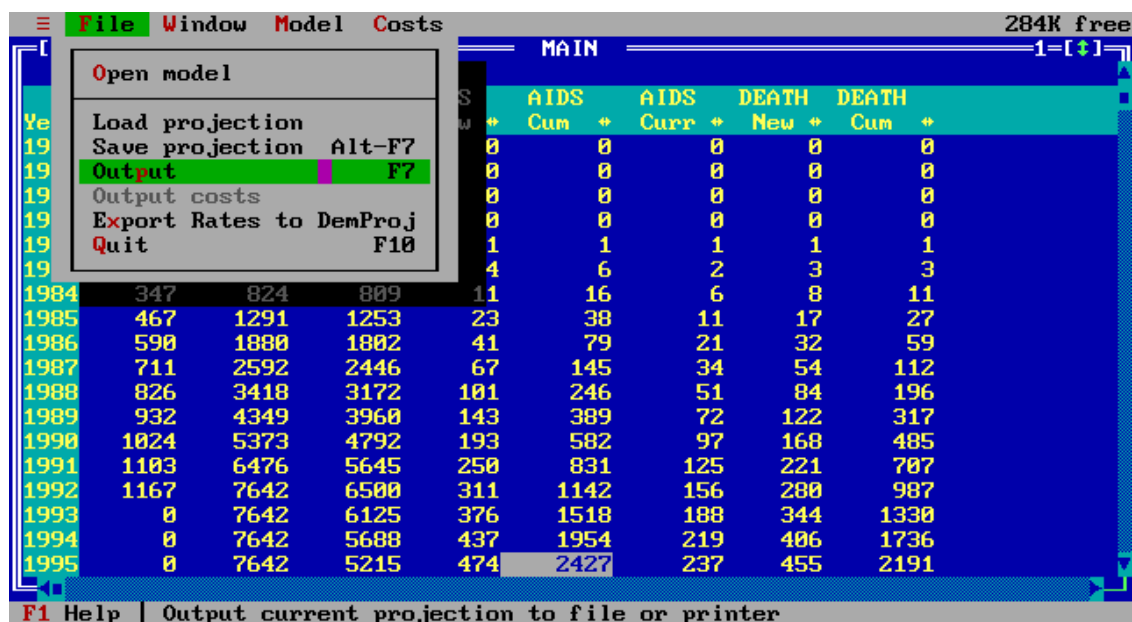 ≡ File Window Model Costs 284K free
[ MAIN 1=[↕]
Open model
S AIDS AIDS DEATH DEATH
Ye Load projection w ↔ Cum ↔ Curr ↔ New ↔ Cum ↔
19 Save projection Alt-F7 0 0 0 0 0
19 Output F7 0 0 0 0 0
19 Output costs 0 0 0 0 0
19 Export Rates to DemProj 0 0 0 0 0
19 Quit F10 1 1 1 1 1
19 4 6 2 3 3
1984 347 824 809 11 16 6 8 11
1985 467 1291 1253 23 38 11 17 27
1986 590 1880 1802 41 79 21 32 59
1987 711 2592 2446 67 145 34 54 112
1988 826 3418 3172 101 246 51 84 196
1989 932 4349 3960 143 389 72 122 317
1990 1024 5373 4792 193 582 97 168 485
1991 1103 6476 5645 250 831 125 221 707
1992 1167 7642 6500 311 1142 156 280 987
1993 0 7642 6125 376 1518 188 344 1330
1994 0 7642 5688 437 1954 219 406 1736
1995 0 7642 5215 474 2427 237 455 2191
F1 Help | Output current projection to file or printer